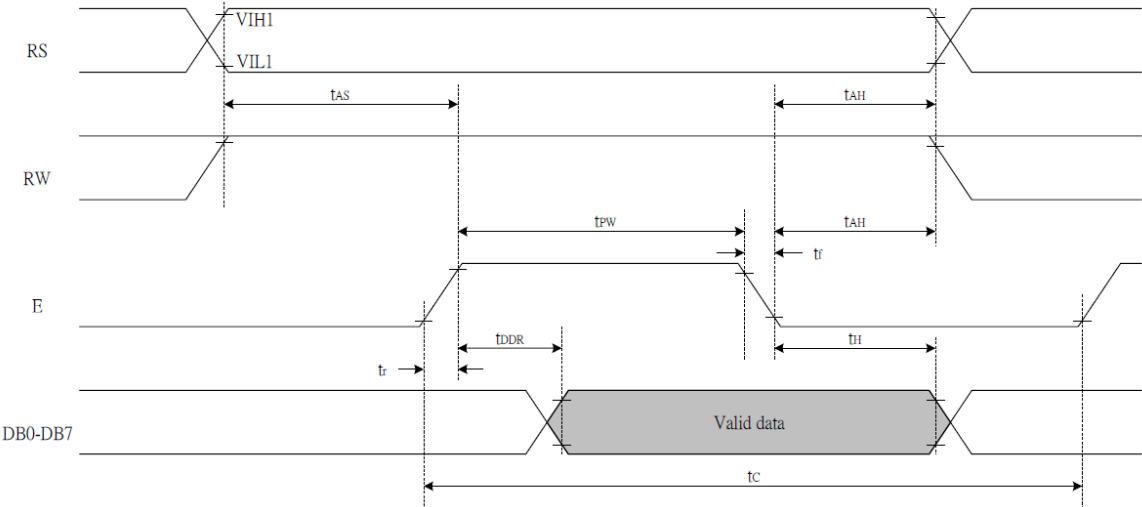 VIH1
RS
VIL1
tAS
tAH
RW
tPW
tAH
tf
E
tDDR
tH
tr
DB0-DB7
Valid data
tC